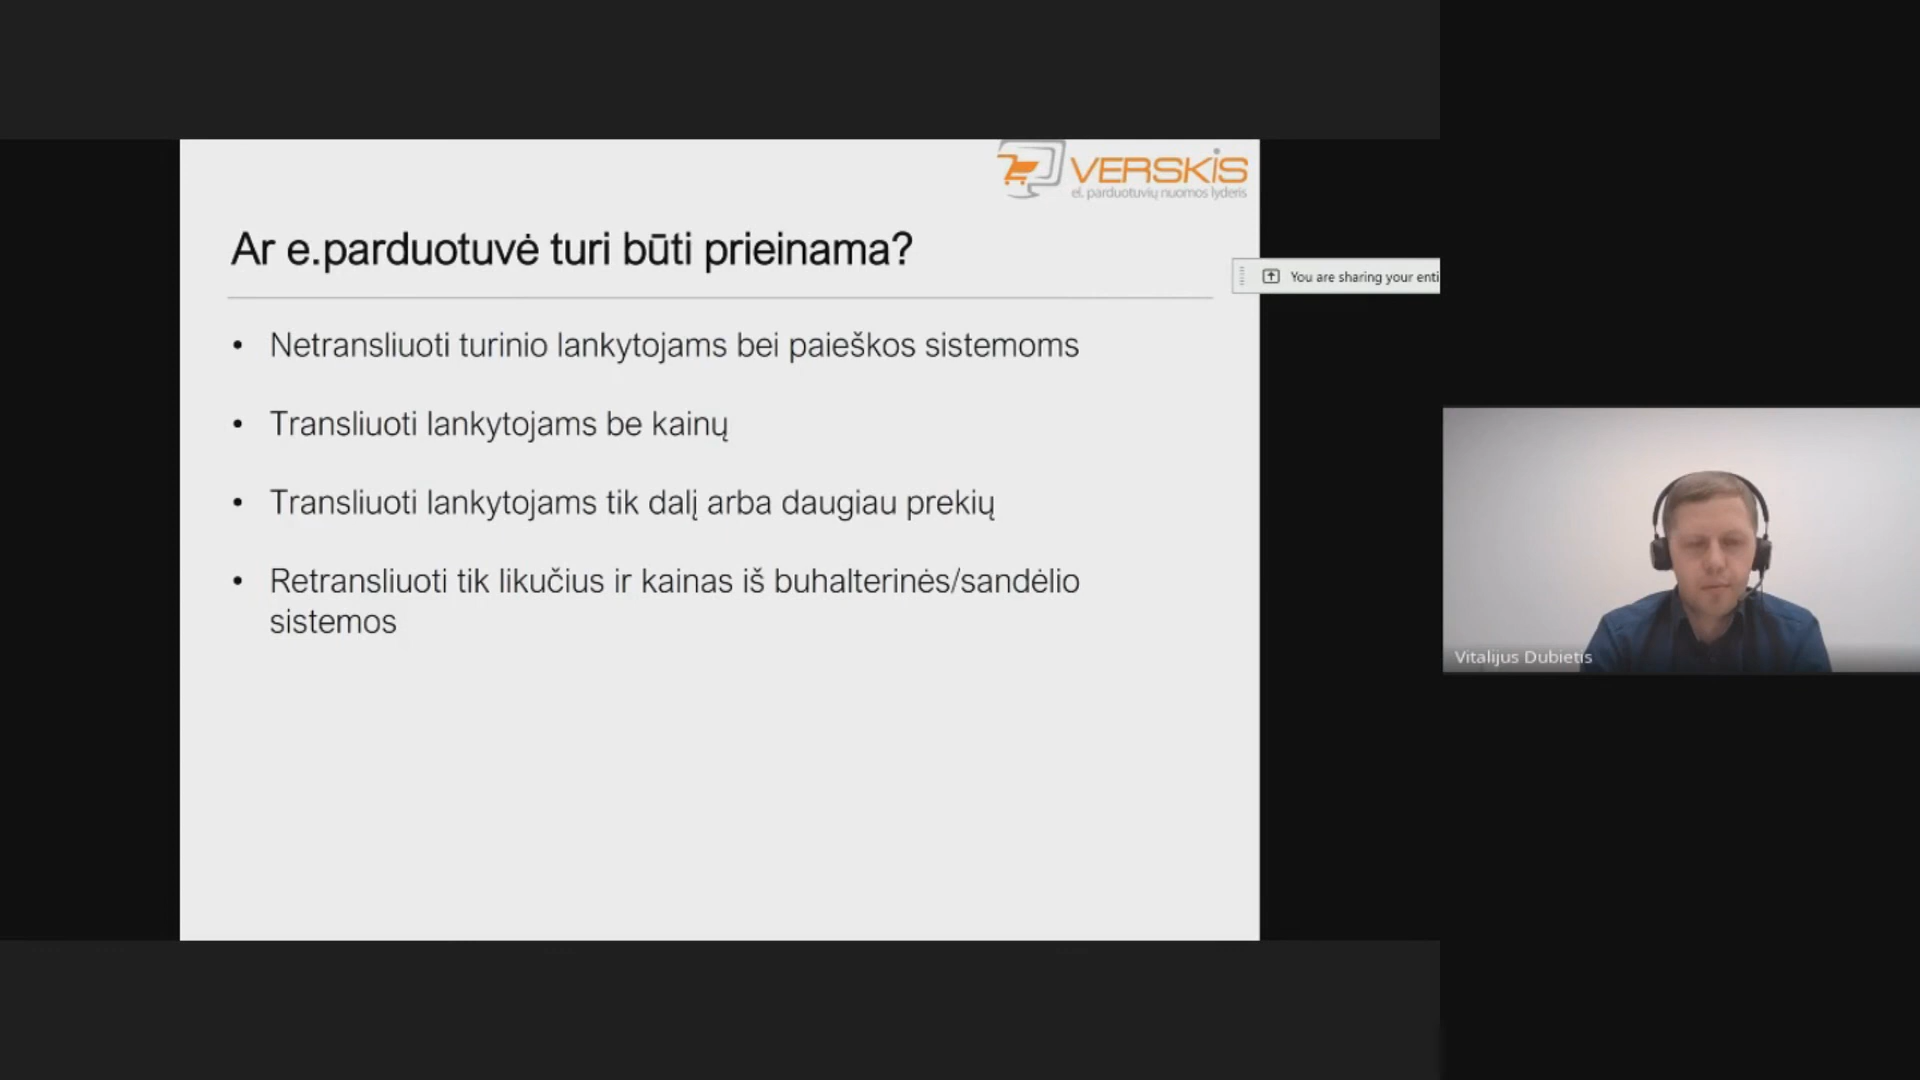 VERSKIS
el. parduotuvių nuomos lyderis
Ar e.parduotuvė turi būti prieinama?
You are sharing your enti
• Netransliuoti turinio lankytojams bei paieškos sistemoms
• Transliuoti lankytojams be kainų
• Transliuoti lankytojams tik dalį arba daugiau prekių
• Retransliuoti tik likučius ir kainas iš buhalterinės/sandėlio
sistemos
Vitalijus Dubietis